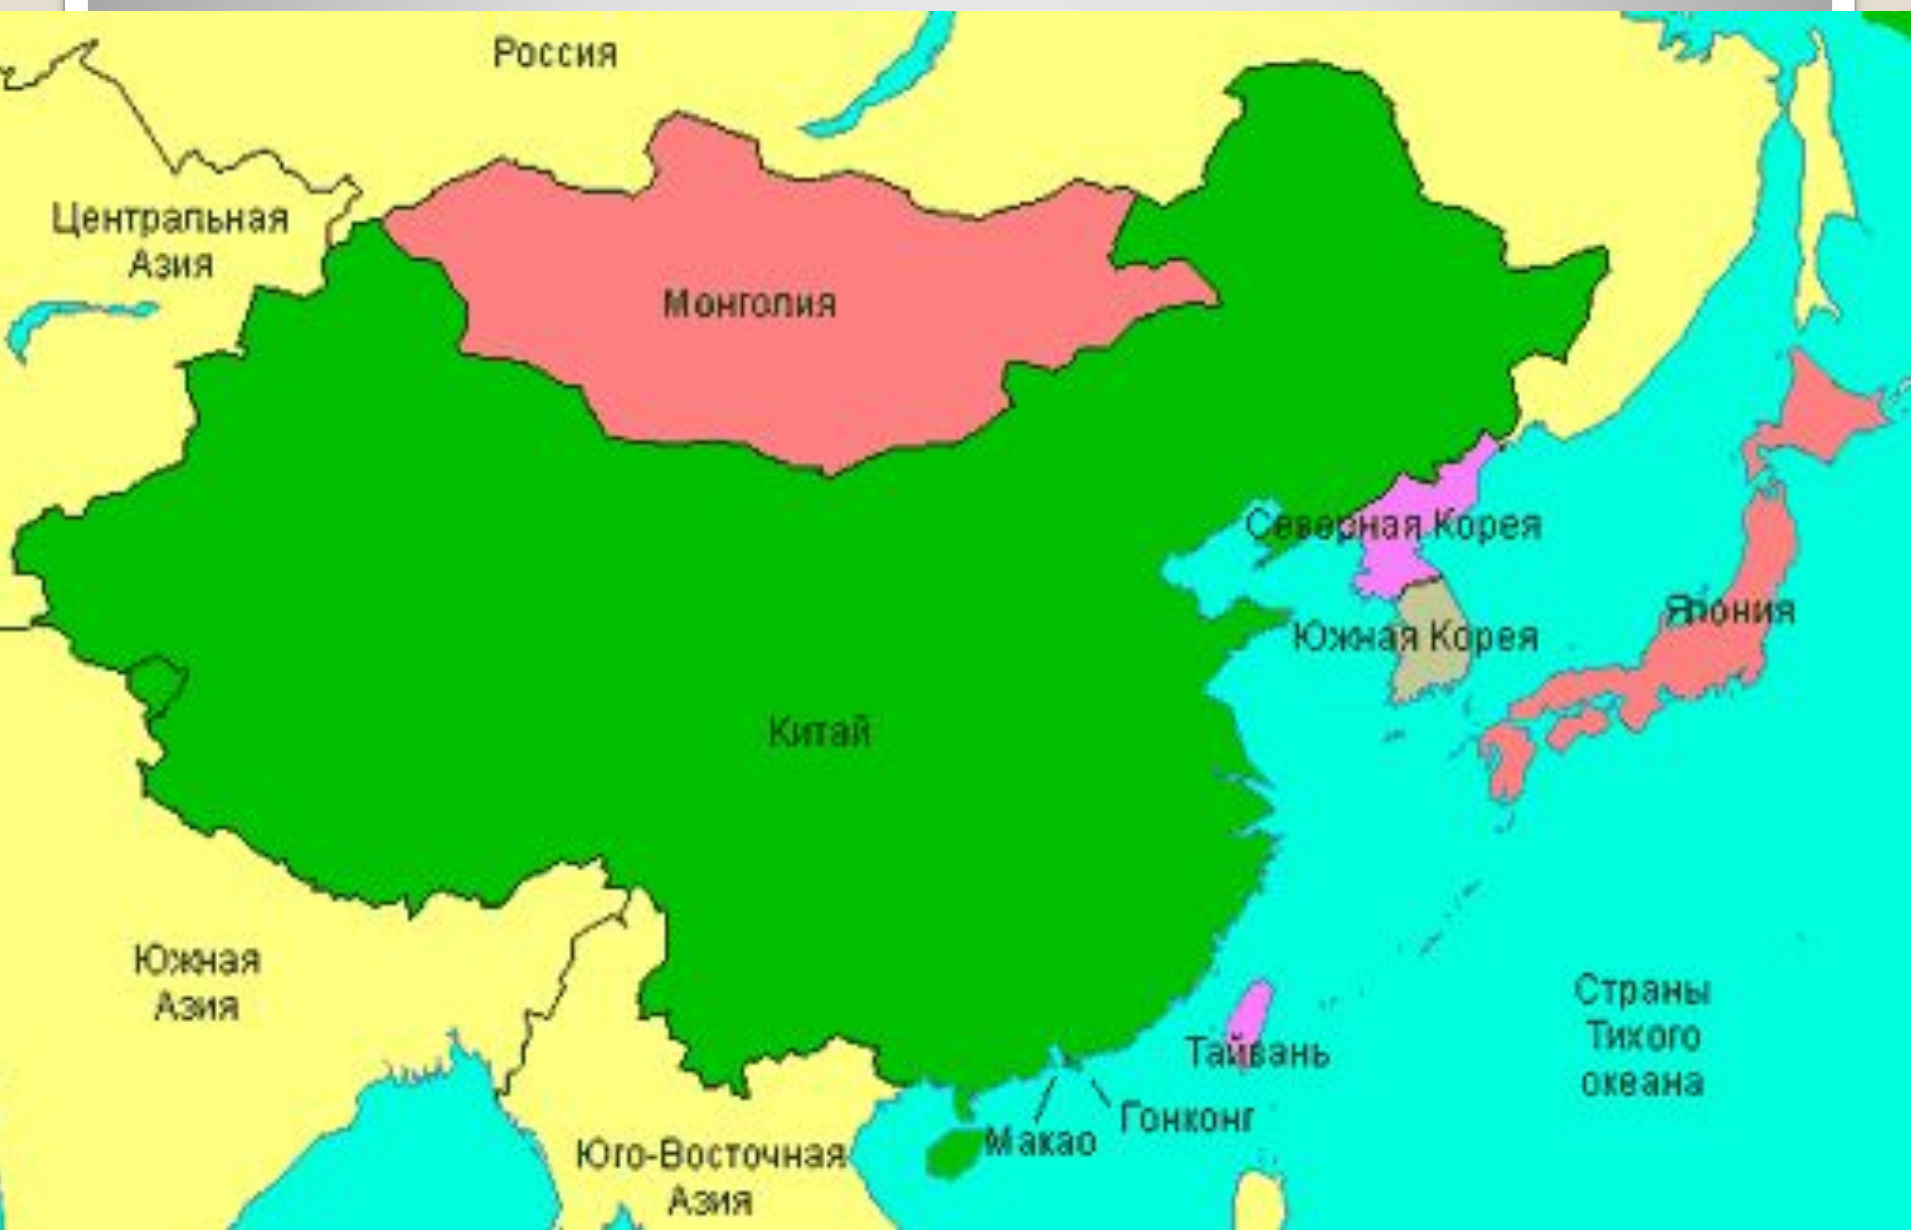 Россия
Центральная
Азия
Монголия
Северная Корея
Япония
Южная Корея
Китай
Южная
Азия
Страны
Тихого
океана
Тайвань
Гонконг
Макао
Юго-Восточная
Азия